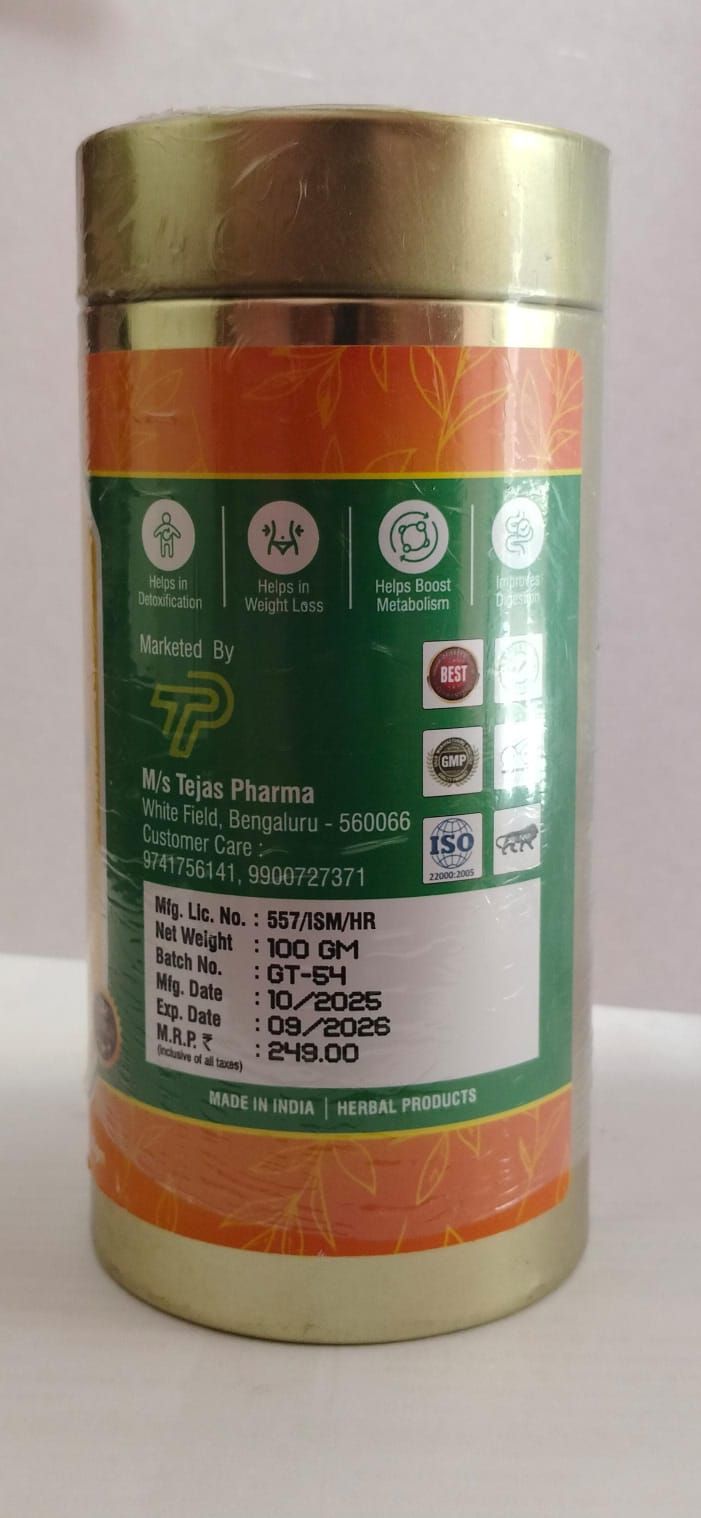 Helps in
Detoxification
Helps in
Weight Loss
Helps Boost
Metabolism
Improves
Digestion
Marketed By
BEST
TP
GMP
M/s Tejas Pharma
White Field, Bengaluru - 560066
Customer Care :
9741756141, 9900727371
ISO
22000:2005
Mfg. Lic. No. : 557/ISM/HR
Net Weight : 100 GM
Batch No. : GT-54
Mfg. Date : 10/2025
Exp. Date : 09/2026
M.R.P. ₹ : 249.00
(inclusive of all taxes)
MADE IN INDIA | HERBAL PRODUCTS